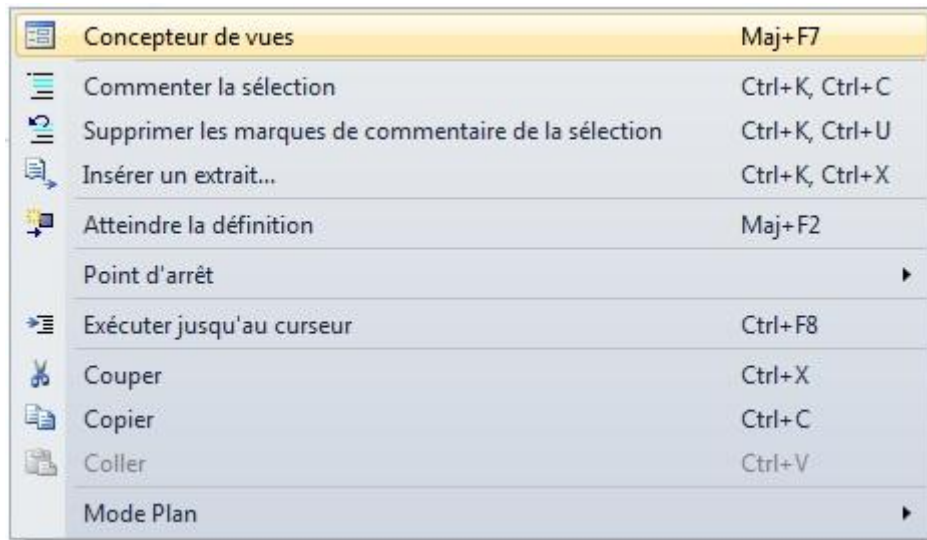 Concepteur de vues Maj+F7
Commenter la sélection Ctrl+K, Ctrl+C
Supprimer les marques de commentaire de la sélection Ctrl+K, Ctrl+U
Insérer un extrait... Ctrl+K, Ctrl+X
Atteindre la définition Maj+F2
Point d'arrêt
Exécuter jusqu'au curseur Ctrl+F8
Couper Ctrl+X
Copier Ctrl+C
Coller Ctrl+V
Mode Plan